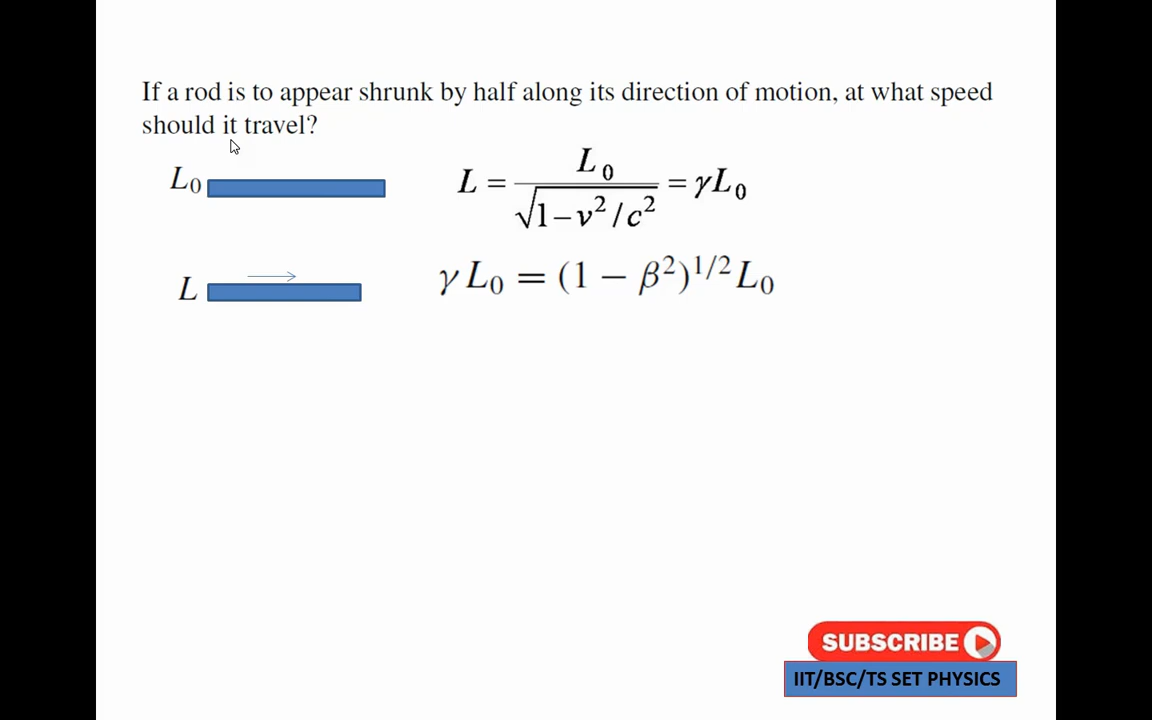 If a rod is to appear shrunk by half along its direction of motion, at what speed
should it travel?
L₀
L = L₀ / √(1–v²/c²) = γL₀
L
γL₀ = (1 − β²)^1/2 L₀
SUBSCRIBE
IIT/BSC/TS SET PHYSICS